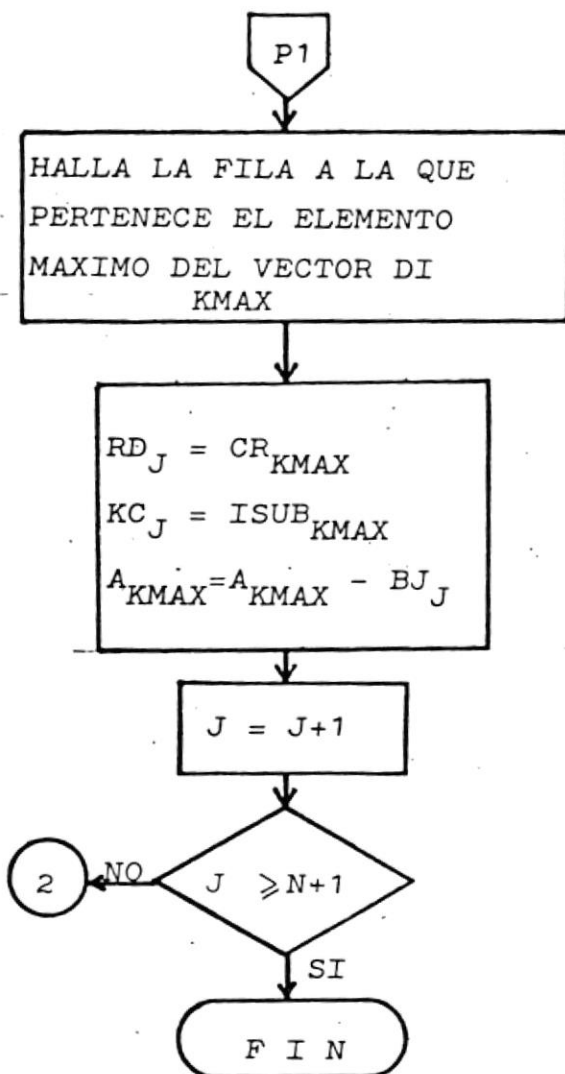 P1
HALLA LA FILA A LA QUE
PERTENECE EL ELEMENTO
MAXIMO DEL VECTOR DI
KMAX
RD_J = CR_KMAX
KC_J = ISUB_KMAX
A_KMAX=A_KMAX - BJ_J
J = J+1
2 NO J ⩾N+1
SI
F I N